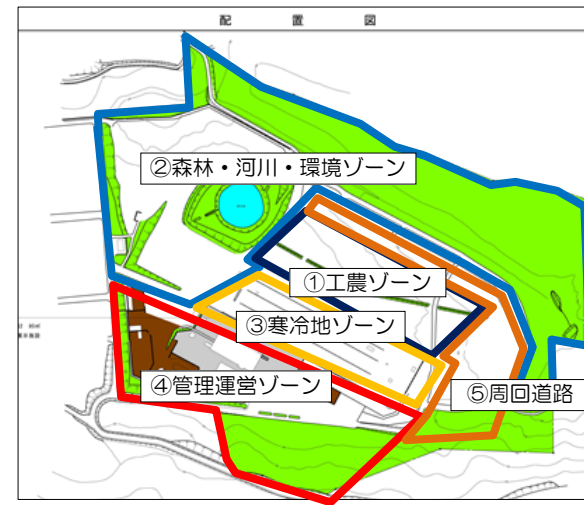 配置図
②森林・河川・環境ゾーン
①工農ゾーン
③寒冷地ゾーン
④管理運営ゾーン
⑤周回道路